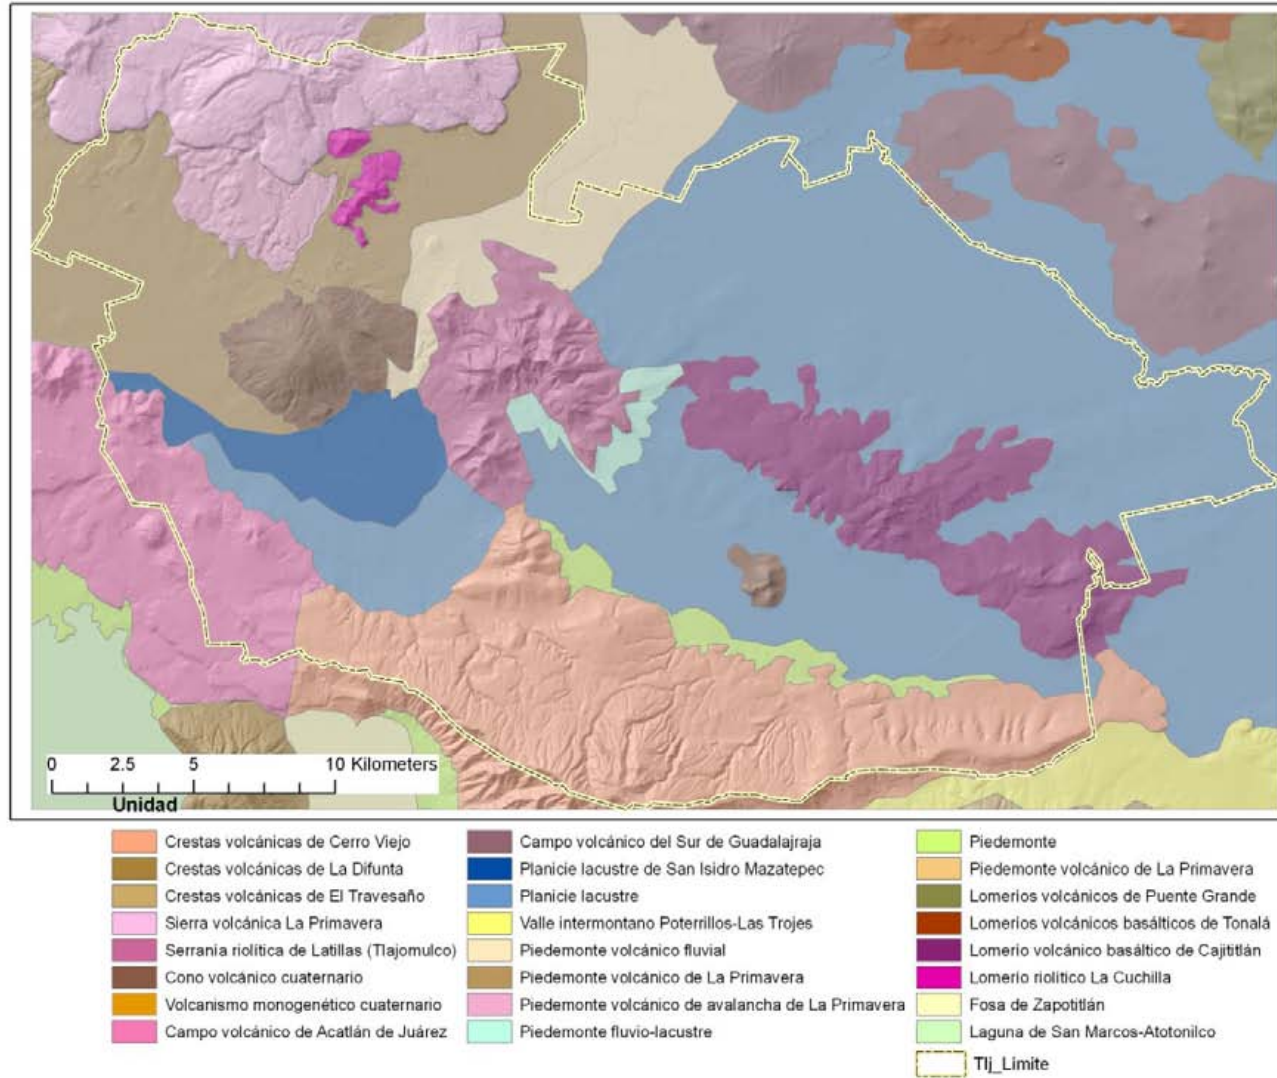 0 2.5 5 10 Kilometers
Unidad
Crestas volcánicas de Cerro Viejo
Crestas volcánicas de La Difunta
Crestas volcánicas de El Travesaño
Sierra volcánica La Primavera
Serranía riolítica de Latillas (Tlajomulco)
Cono volcánico cuaternario
Volcanismo monogenético cuaternario
Campo volcánico de Acatlán de Juárez
Campo volcánico del Sur de Guadalajraja
Planicie lacustre de San Isidro Mazatepec
Planicie lacustre
Valle intermontano Poterrillos-Las Trojes
Piedemonte volcánico fluvial
Piedemonte volcánico de La Primavera
Piedemonte volcánico de avalancha de La Primavera
Piedemonte fluvio-lacustre
Piedemonte
Piedemonte volcánico de La Primavera
Lomerios volcánicos de Puente Grande
Lomerios volcánicos basálticos de Tonalá
Lomerio volcánico basáltico de Cajititlán
Lomerio riolitico La Cuchilla
Fosa de Zapotitlán
Laguna de San Marcos-Atotonilco
Tlj_Limite